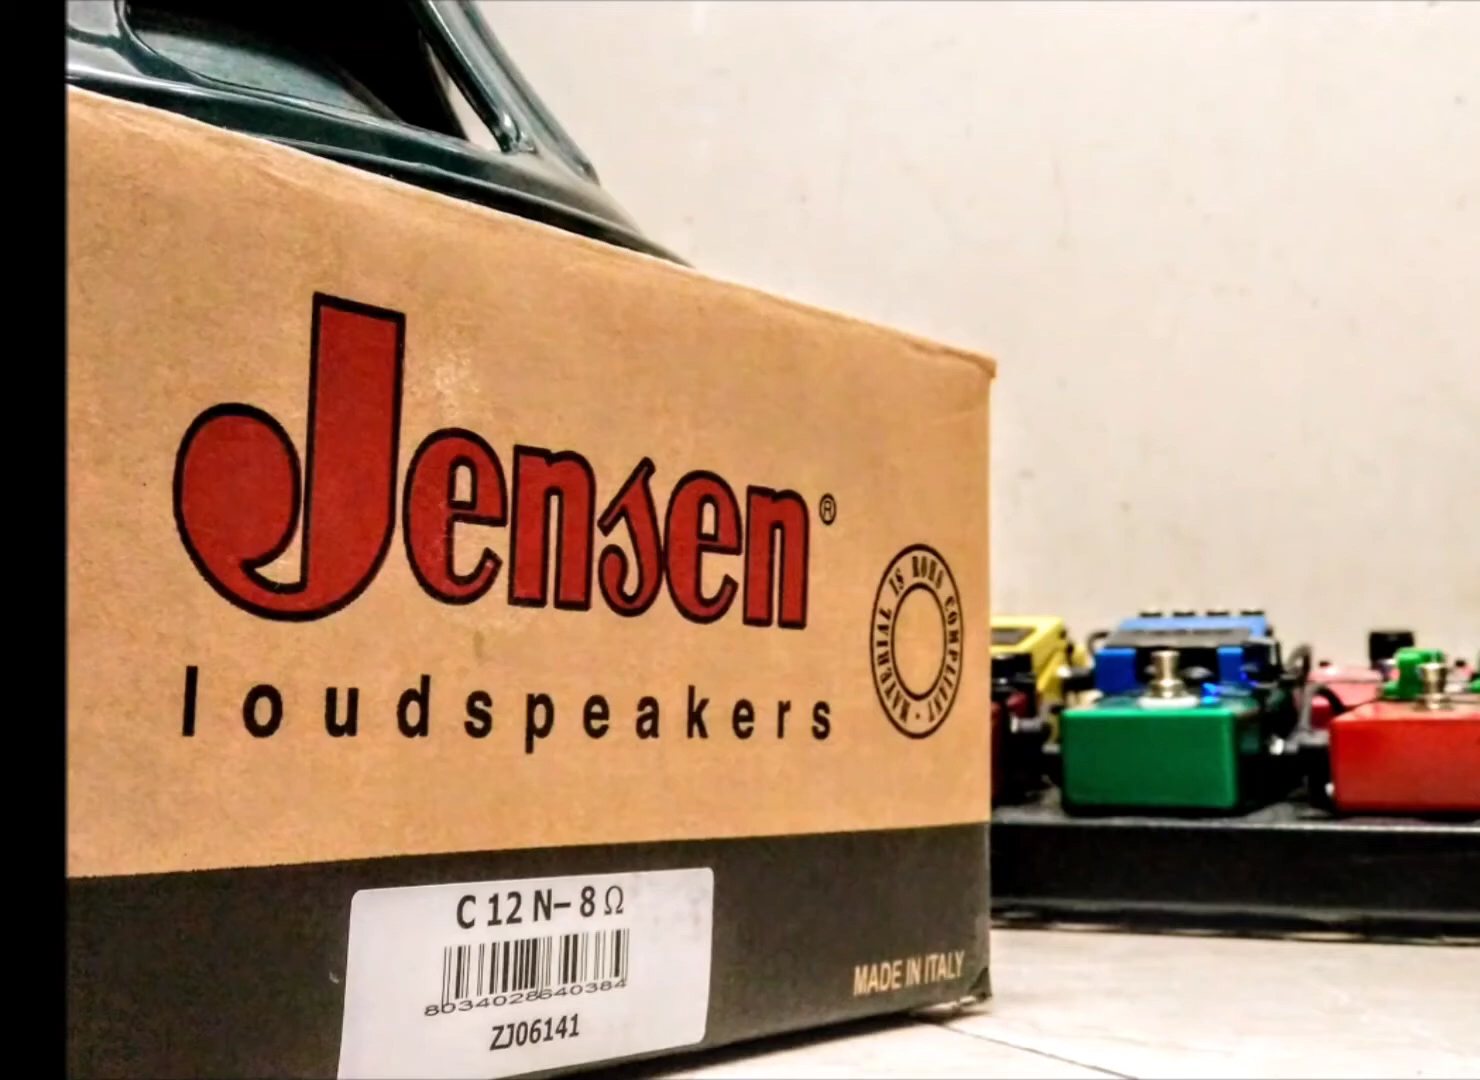 Jensen®
loudspeakers
MATERIAL IS ROHS COMPLIANT •
C 12 N– 8 Ω
8034028640384
ZJ06141
MADE IN ITALY